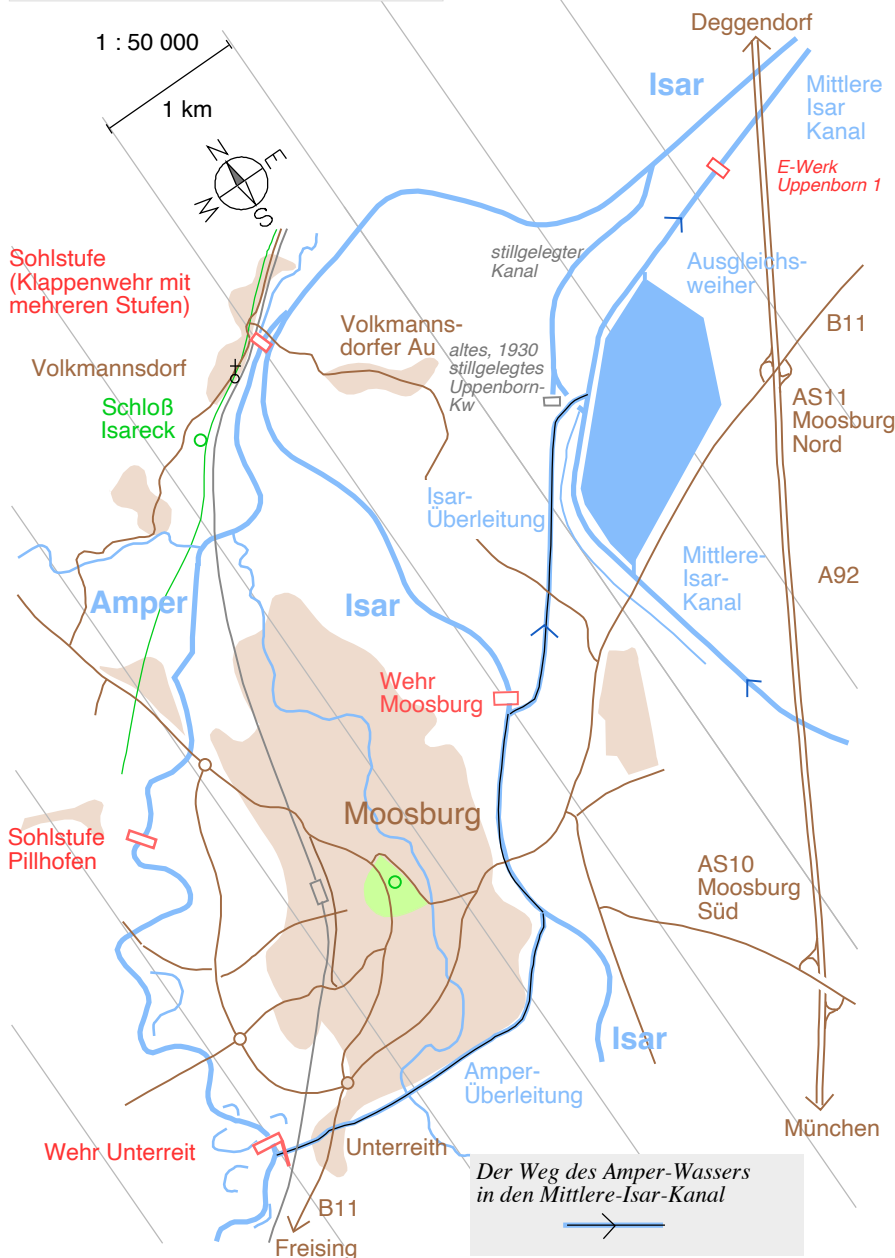 Deggendorf
1 : 50 000
Isar
Mittlere
Isar
Kanal
1 km
N
E
W
S
E-Werk
Uppenborn 1
Sohlstufe
(Klappenwehr mit
mehreren Stufen)
stillgelegter
Kanal
Ausgleichs-
weiher
B11
Volkmanns-
dorfer Au
altes, 1930
stillgelegtes
Uppenborn-
Kw
Volkmannsdorf
Schloß
Isareck
AS11
Moosburg
Nord
Isar-
Überleitung
Mittlere-
Isar-
Kanal
A92
Amper
Isar
Wehr
Moosburg
Moosburg
Sohlstufe
Pillhofen
AS10
Moosburg
Süd
Isar
Amper-
Überleitung
München
Wehr Unterreit
Unterreith
Der Weg des Amper-Wassers
in den Mittlere-Isar-Kanal
B11
Freising